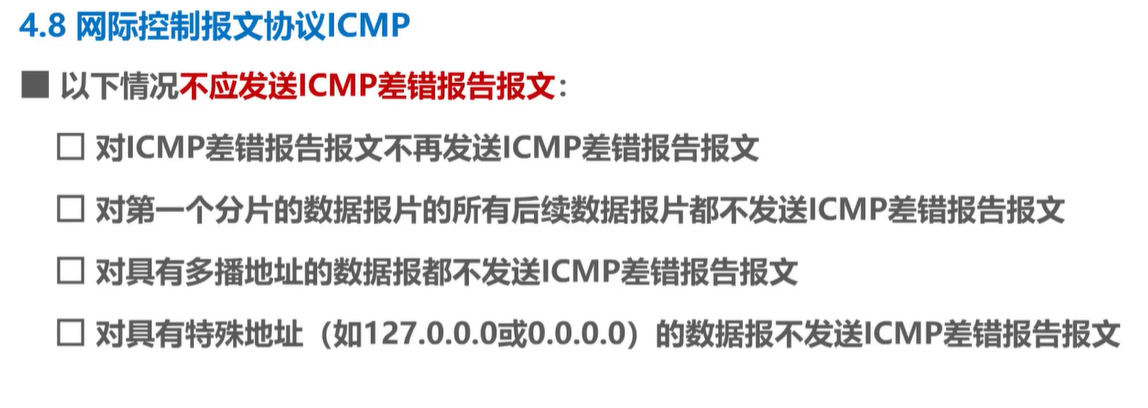 4.8 网际控制报文协议ICMP
以下情况不应发送ICMP差错报告报文：
对ICMP差错报告报文不再发送ICMP差错报告报文
对第一个分片的数据报片的所有后续数据报片都不发送ICMP差错报告报文
对具有多播地址的数据报都不发送ICMP差错报告报文
对具有特殊地址（如127.0.0.0或0.0.0.0）的数据报不发送ICMP差错报告报文